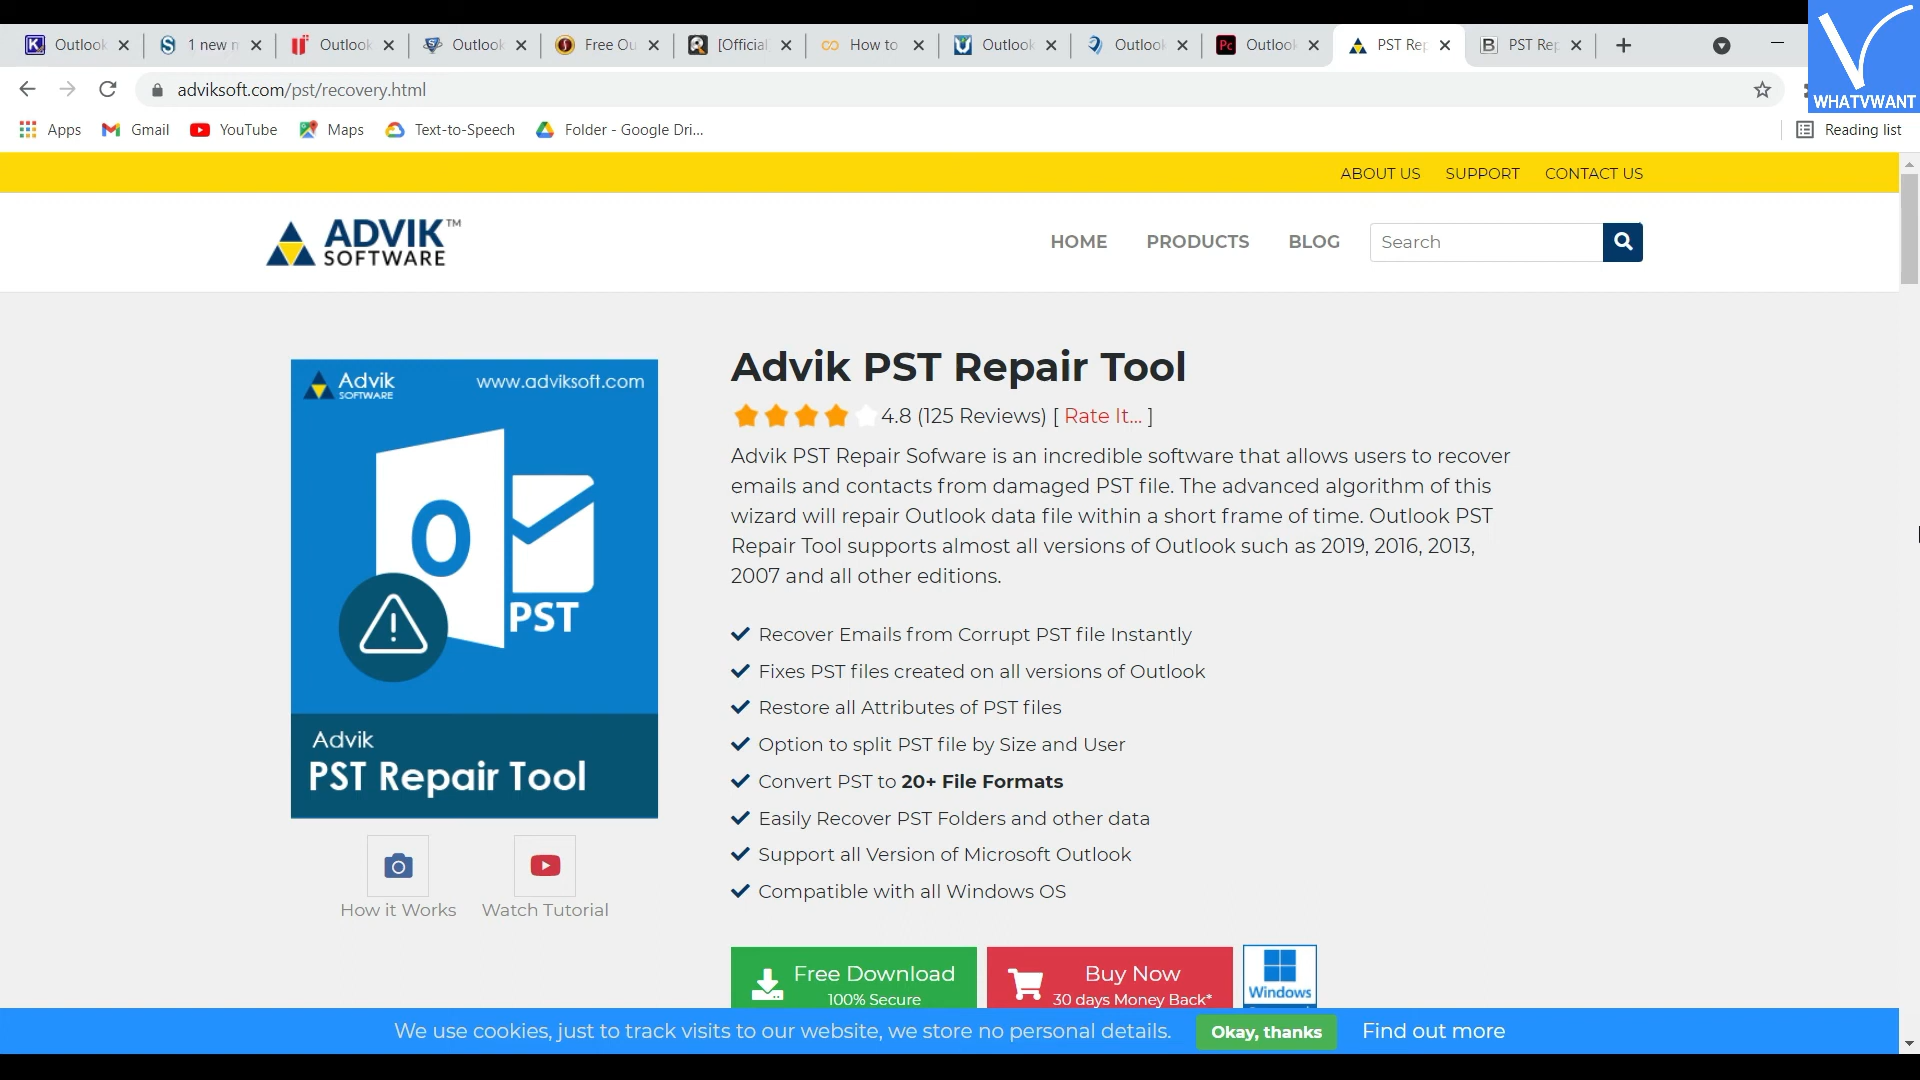 Outlook
1 new
Outlook
Outlook
Free Ou
[Official
How to
Outlook
Outlook
Outlook
PST Rep
PST Rep
adviksoft.com/pst/recovery.html
WHATVWANT
Apps
Gmail
YouTube
Maps
Text-to-Speech
Folder - Google Dri...
Reading list
ABOUT US
SUPPORT
CONTACT US
ADVIK™
SOFTWARE
HOME
PRODUCTS
BLOG
Search
Advik
SOFTWARE
www.adviksoft.com
O
PST
Advik
PST Repair Tool
How it Works
Watch Tutorial
Advik PST Repair Tool
4.8 (125 Reviews) [ Rate It... ]
Advik PST Repair Sofware is an incredible software that allows users to recover
emails and contacts from damaged PST file. The advanced algorithm of this
wizard will repair Outlook data file within a short frame of time. Outlook PST
Repair Tool supports almost all versions of Outlook such as 2019, 2016, 2013,
2007 and all other editions.
Recover Emails from Corrupt PST file Instantly
Fixes PST files created on all versions of Outlook
Restore all Attributes of PST files
Option to split PST file by Size and User
Convert PST to 20+ File Formats
Easily Recover PST Folders and other data
Support all Version of Microsoft Outlook
Compatible with all Windows OS
Free Download
100% Secure
Buy Now
30 days Money Back*
Windows
We use cookies, just to track visits to our website, we store no personal details.
Okay, thanks
Find out more